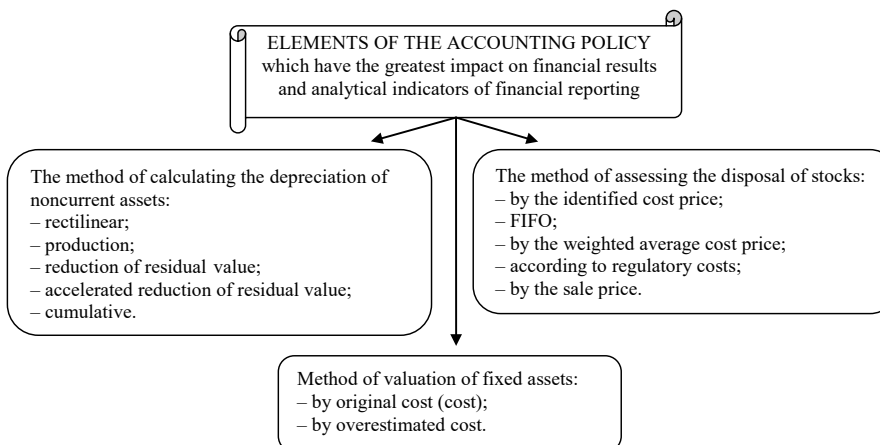 ELEMENTS OF THE ACCOUNTING POLICY
which have the greatest impact on financial results
and analytical indicators of financial reporting
The method of calculating the depreciation of
noncurrent assets:
– rectilinear;
– production;
– reduction of residual value;
– accelerated reduction of residual value;
– cumulative.
The method of assessing the disposal of stocks:
– by the identified cost price;
– FIFO;
– by the weighted average cost price;
– according to regulatory costs;
– by the sale price.
Method of valuation of fixed assets:
– by original cost (cost);
– by overestimated cost.